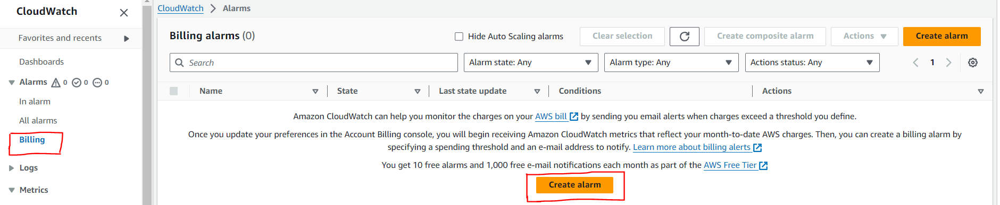 CloudWatch
Favorites and recents
Dashboards
Alarms 0 0 0
In alarm
All alarms
Billing
Logs
Metrics
CloudWatch Alarms
Billing alarms (0)
Hide Auto Scaling alarms
Clear selection
Create composite alarm
Actions
Create alarm
Search
Alarm state: Any
Alarm type: Any
Actions status: Any
1
Name State Last state update Conditions Actions
Amazon CloudWatch can help you monitor the charges on your AWS bill by sending you email alerts when charges exceed a threshold you define.
Once you update your preferences in the Account Billing console, you will begin receiving Amazon CloudWatch metrics that reflect your month-to-date AWS charges. Then, you can create a billing alarm by
specifying a spending threshold and an e-mail address to notify. Learn more about billing alerts
You get 10 free alarms and 1,000 free e-mail notifications each month as part of the AWS Free Tier
Create alarm